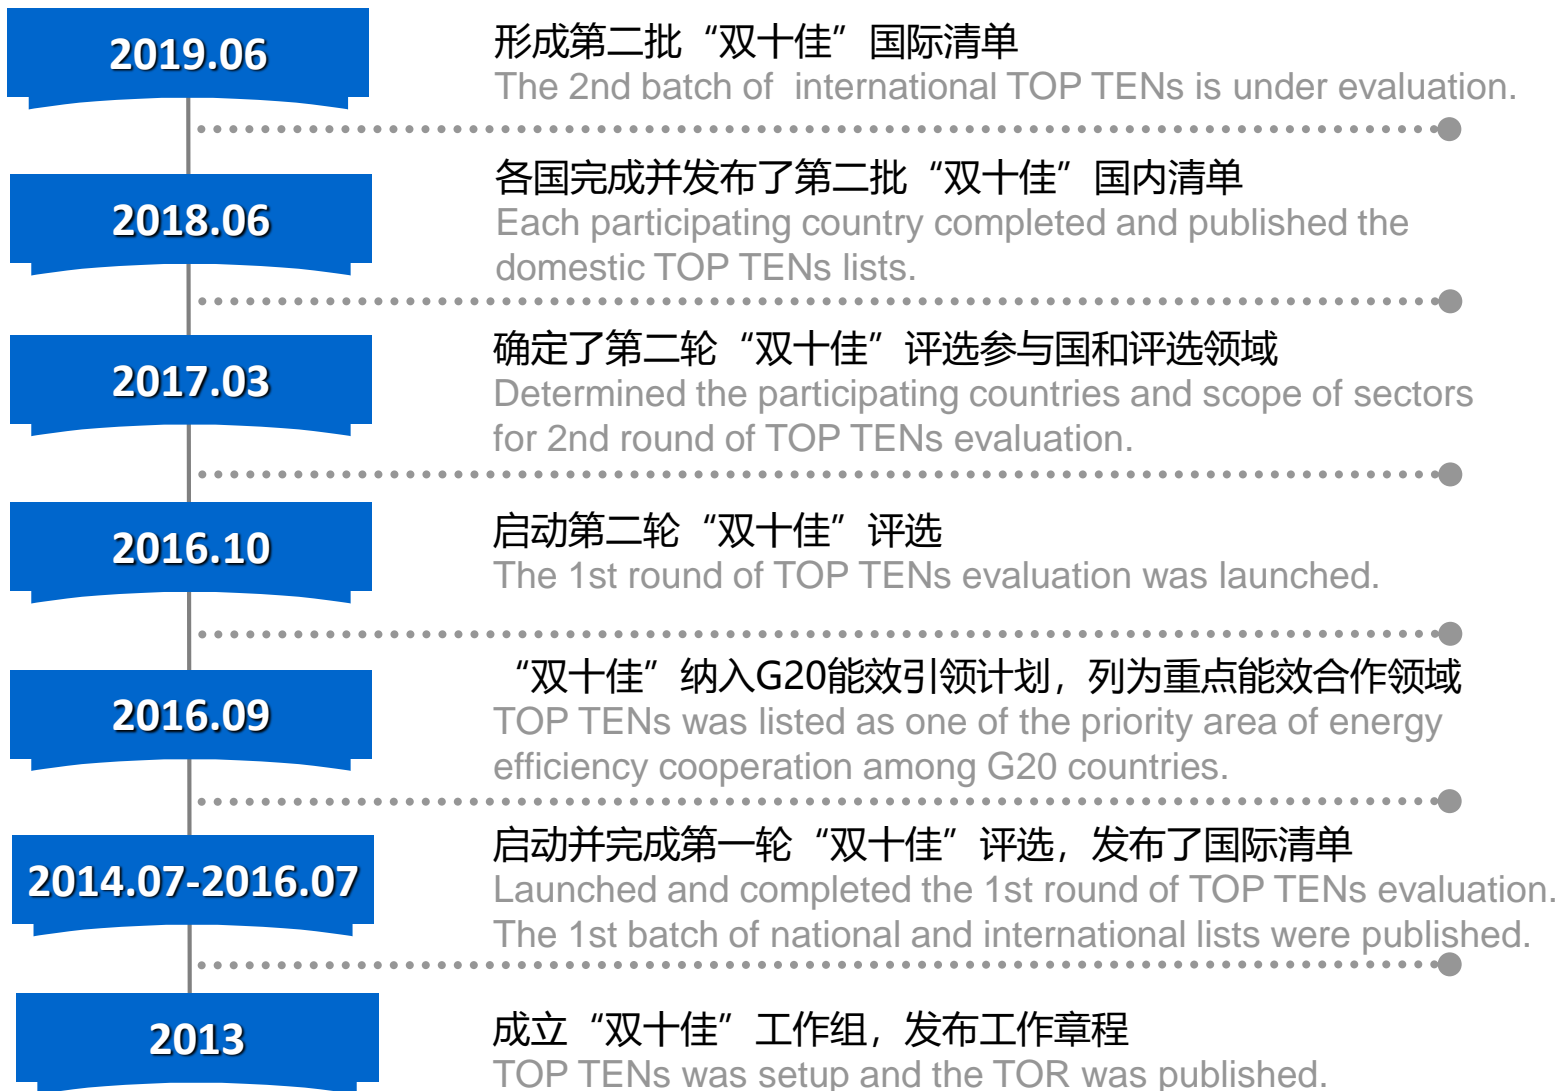 2019.06
形成第二批“双十佳”国际清单
The 2nd batch of  international TOP TENs is under evaluation.
2018.06
各国完成并发布了第二批“双十佳”国内清单
Each participating country completed and published the
domestic TOP TENs lists.
2017.03
确定了第二轮“双十佳”评选参与国和评选领域
Determined the participating countries and scope of sectors
for 2nd round of TOP TENs evaluation.
2016.10
启动第二轮“双十佳”评选
The 1st round of TOP TENs evaluation was launched.
2016.09
“双十佳”纳入G20能效引领计划，列为重点能效合作领域
TOP TENs was listed as one of the priority area of energy
efficiency cooperation among G20 countries.
2014.07-2016.07
启动并完成第一轮“双十佳”评选，发布了国际清单
Launched and completed the 1st round of TOP TENs evaluation.
The 1st batch of national and international lists were published.
2013
成立“双十佳”工作组，发布工作章程
TOP TENs was setup and the TOR was published.